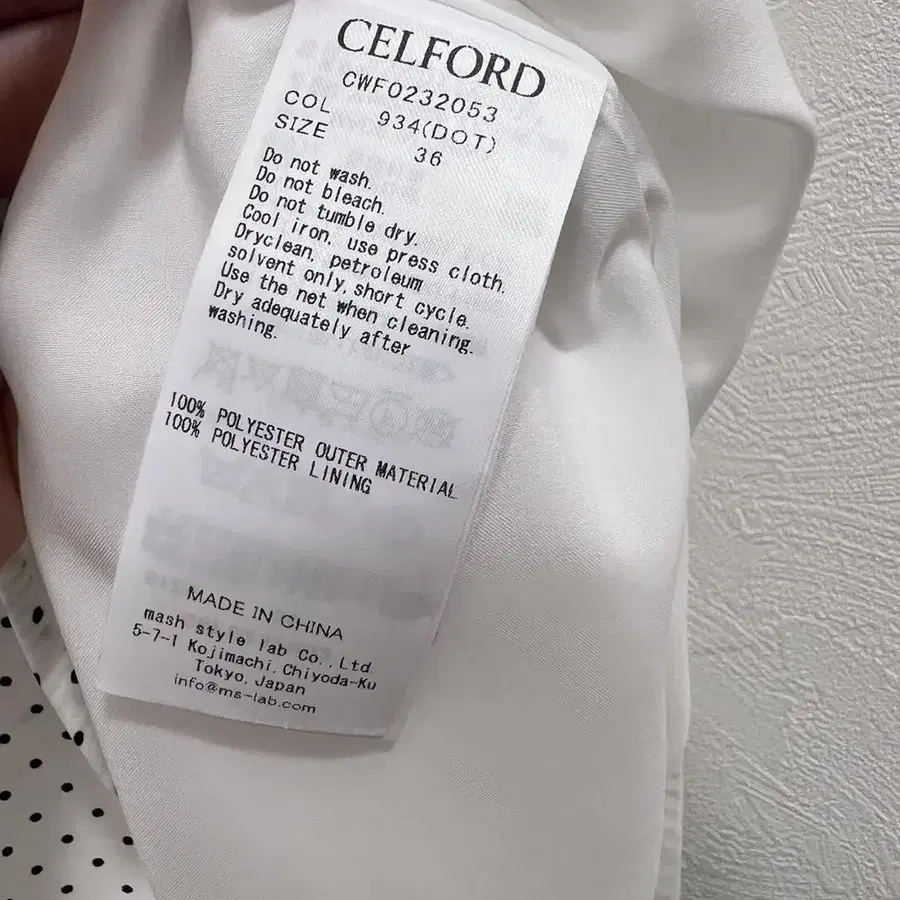 CELFORD
CWF0232053
COL 934(DOT)
SIZE 36
Do not wash.
Do not bleach.
Do not tumble dry.
Cool iron, use press cloth.
Dryclean, petroleum
solvent only, short cycle.
Use the net when cleaning.
Dry adequately after
washing.
100% POLYESTER OUTER MATERIAL
100% POLYESTER LINING
MADE IN CHINA
mash style lab Co.,Ltd
5-7-1 Kojimachi, Chiyoda-Ku
Tokyo, Japan
info@ms-lab.com